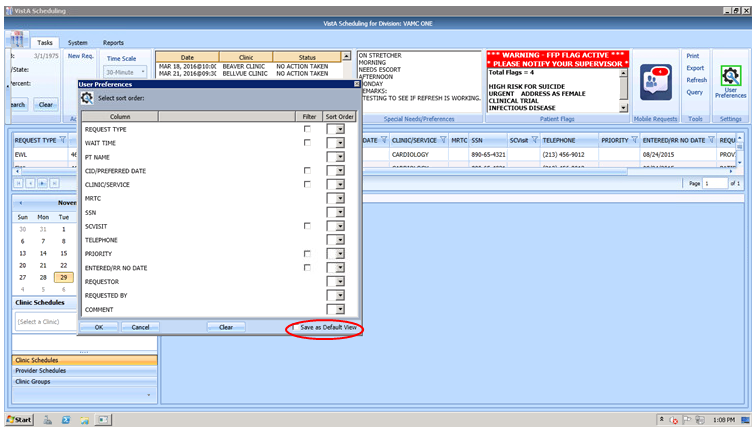 VistA Scheduling
VistA Scheduling for Division: VAMC ONE
Tasks System Reports
3/1/1975
/State:
ercent:
earch Clear
New Req.
Time Scale
30-Minute
Date Clinic Status
MAR 18, 2016@10:00 BEAVER CLINIC NO ACTION TAKEN
MAR 21, 2016@09:30 BELLVUE CLINIC NO ACTION TAKEN
ON STRETCHER
MORNING
NEEDS ESCORT
AFTERNOON
MONDAY
REMARKS:
TESTING TO SEE IF REFRESH IS WORKING.
Special Needs/Preferences
*** WARNING - FFP FLAG ACTIVE ***
* PLEASE NOTIFY YOUR SUPERVISOR *
Total Flags = 4
HIGH RISK FOR SUICIDE
URGENT ADDRESS AS FEMALE
CLINICAL TRIAL
INFECTIOUS DISEASE
Patient Flags
Mobile Requests
Print
Export
Refresh
Query
Tools
User
Preferences
Settings
User Preferences
Select sort order:
Column Filter Sort Order
REQUEST TYPE
WAIT TIME
PT NAME
CID/PREFERRED DATE
CLINIC/SERVICE
MRTC
SSN
SCVISIT
TELEPHONE
PRIORITY
ENTERED/RR NO DATE
REQUESTOR
REQUESTED BY
COMMENT
OK Cancel Clear Save as Default View
REQUEST TYPE
EWL
DATE CLINIC/SERVICE MRTC SSN SCVisit TELEPHONE PRIORITY ENTERED/RR NO DATE REQU
CARDIOLOGY 890-65-4321 (213) 456-9012 08/24/2015 PROV
Page 1 of 1
Novem
Sun Mon Tue
30 31 1
6 7 8
13 14 15
20 21 22
27 28 29
4 5 6
Clinic Schedules
(Select a Clinic)
Clinic Schedules
Provider Schedules
Clinic Groups
Start
1:08 PM